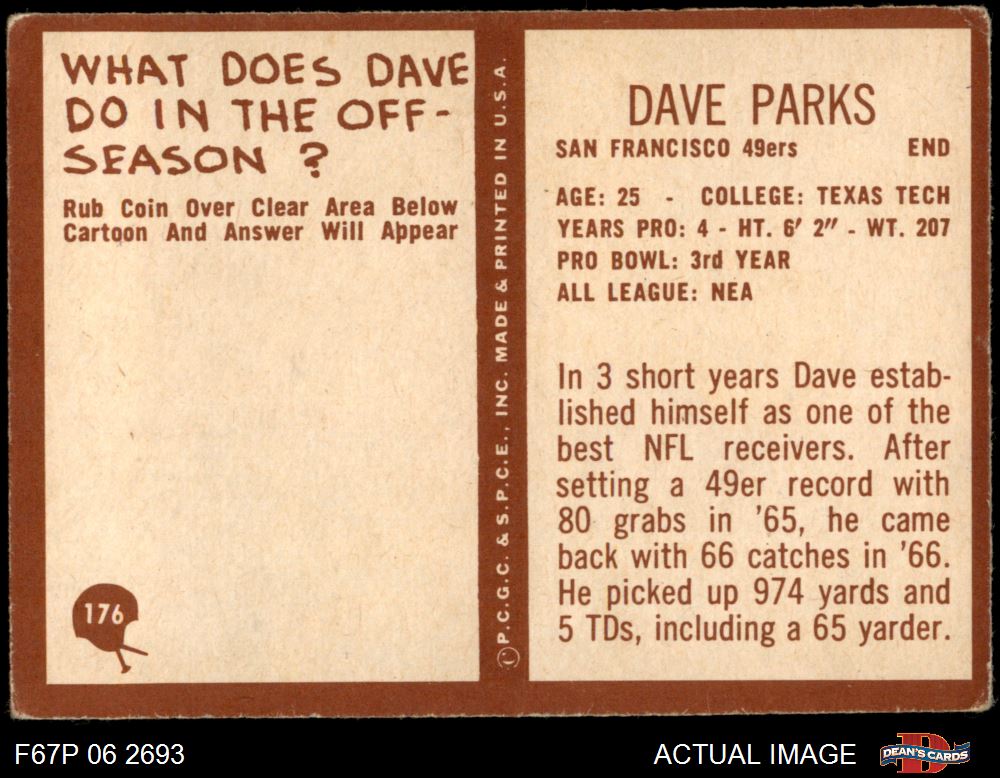 WHAT DOES DAVE
DO IN THE OFF-
SEASON ?
Rub Coin Over Clear Area Below
Cartoon And Answer Will Appear
176
Ⓒ P.C.G.C. & S.P.C.E., INC. MADE & PRINTED IN U.S.A.
DAVE PARKS
SAN FRANCISCO 49ers END
AGE: 25 - COLLEGE: TEXAS TECH
YEARS PRO: 4 - HT. 6' 2" - WT. 207
PRO BOWL: 3rd YEAR
ALL LEAGUE: NEA
In 3 short years Dave estab-
lished himself as one of the
best NFL receivers. After
setting a 49er record with
80 grabs in '65, he came
back with 66 catches in '66.
He picked up 974 yards and
5 TDs, including a 65 yarder.
F67P 06 2693
ACTUAL IMAGE
D
DEAN'S CARDS